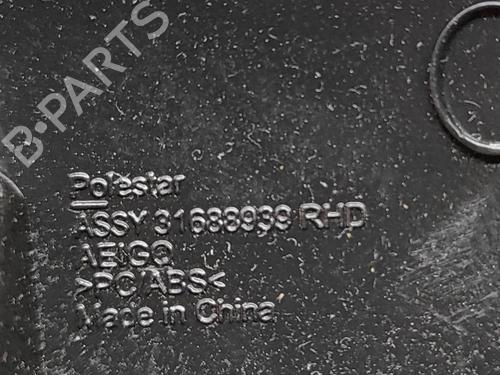 B-PARTS
Polestar
ASSY 31688939 RHD
AEIGO
>PC/ABS<
Made in China